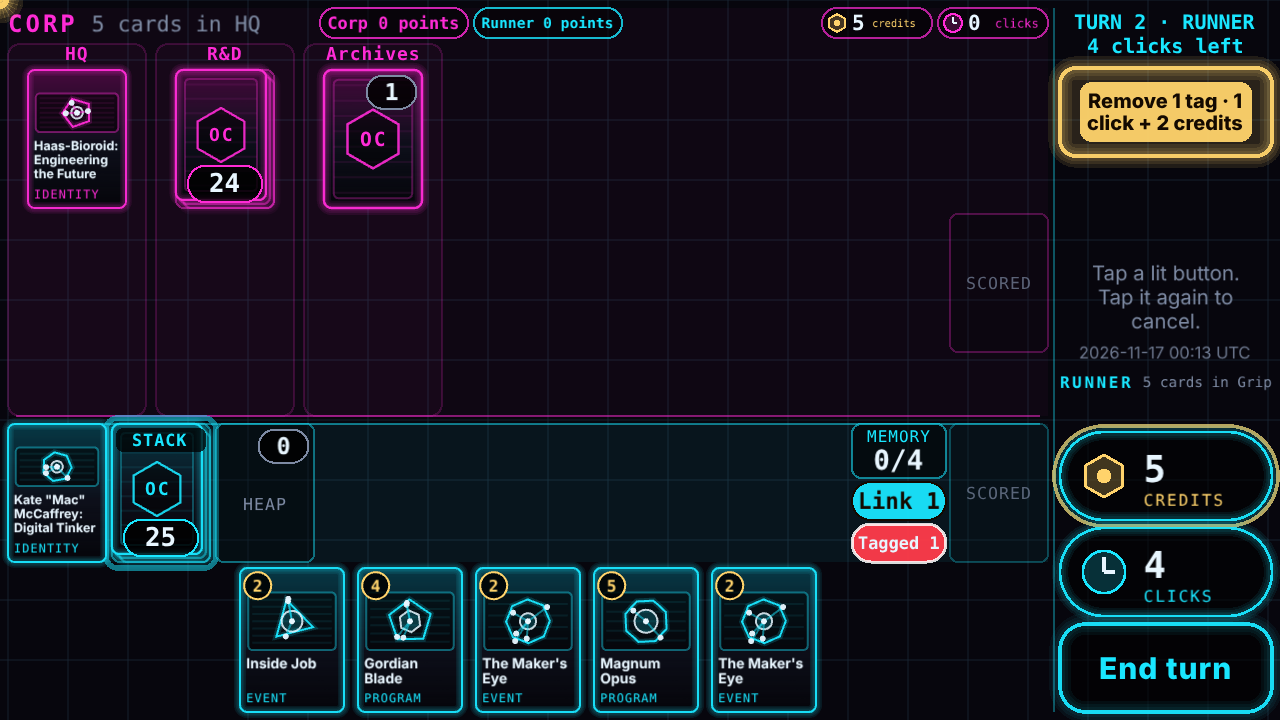 CORP 5 cards in HQ
Corp 0 points
Runner 0 points
5 credits
0 clicks
TURN 2 · RUNNER
4 clicks left
Remove 1 tag · 1
click + 2 credits
HQ
R&D
Archives
Haas-Bioroid:
Engineering
the Future
IDENTITY
OC
24
1
OC
SCORED
Tap a lit button.
Tap it again to
cancel.
2026-11-17 00:13 UTC
RUNNER 5 cards in Grip
Kate "Mac"
McCaffrey:
Digital Tinker
IDENTITY
STACK
OC
25
0
HEAP
MEMORY
0/4
Link 1
Tagged 1
SCORED
5
CREDITS
4
CLICKS
End turn
2
Inside Job
EVENT
4
Gordian
Blade
PROGRAM
2
The Maker's
Eye
EVENT
5
Magnum
Opus
PROGRAM
2
The Maker's
Eye
EVENT